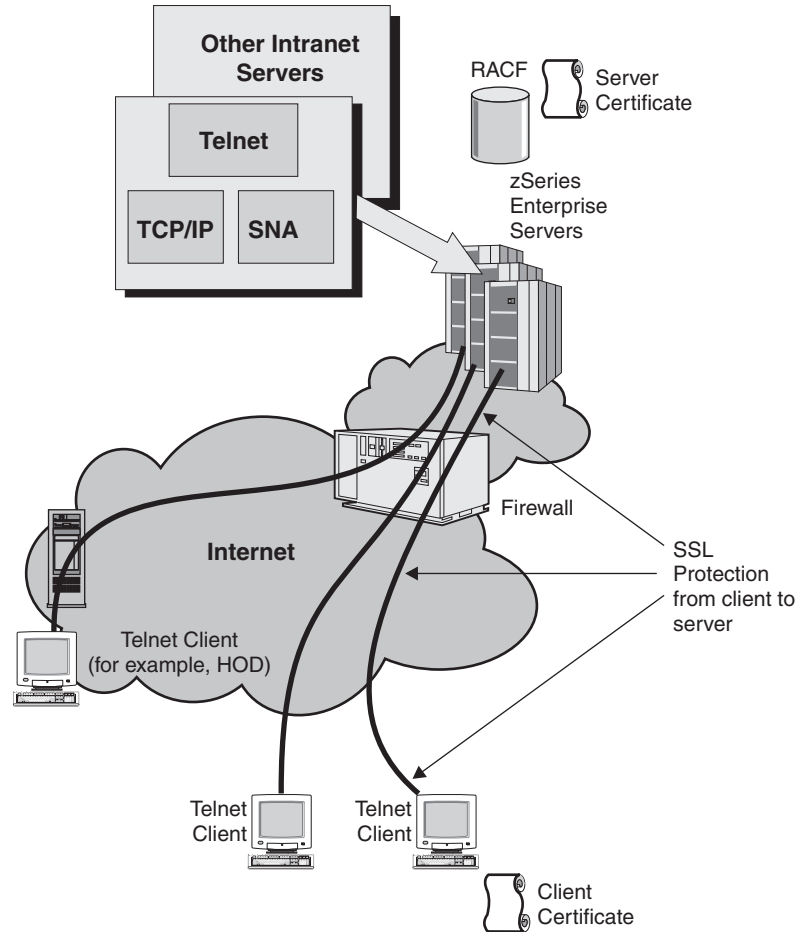 Other Intranet
Servers
RACF
Server
Certificate
Telnet
TCP/IP
SNA
zSeries
Enterprise
Servers
Firewall
Internet
SSL
Protection
from client to
server
Telnet Client
(for example, HOD)
Telnet
Client
Telnet
Client
Client
Certificate